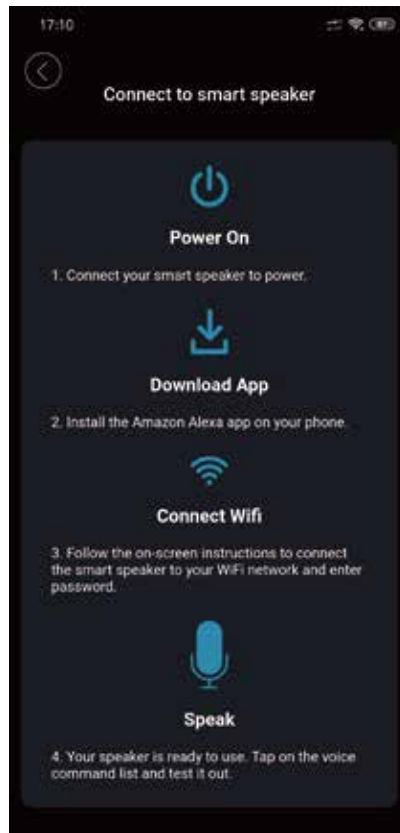 17:10
Connect to smart speaker
Power On
1. Connect your smart speaker to power.
Download App
2. Install the Amazon Alexa app on your phone.
Connect Wifi
3. Follow the on-screen instructions to connect
the smart speaker to your WiFi network and enter
password.
Speak
4. Your speaker is ready to use. Tap on the voice
command list and test it out.